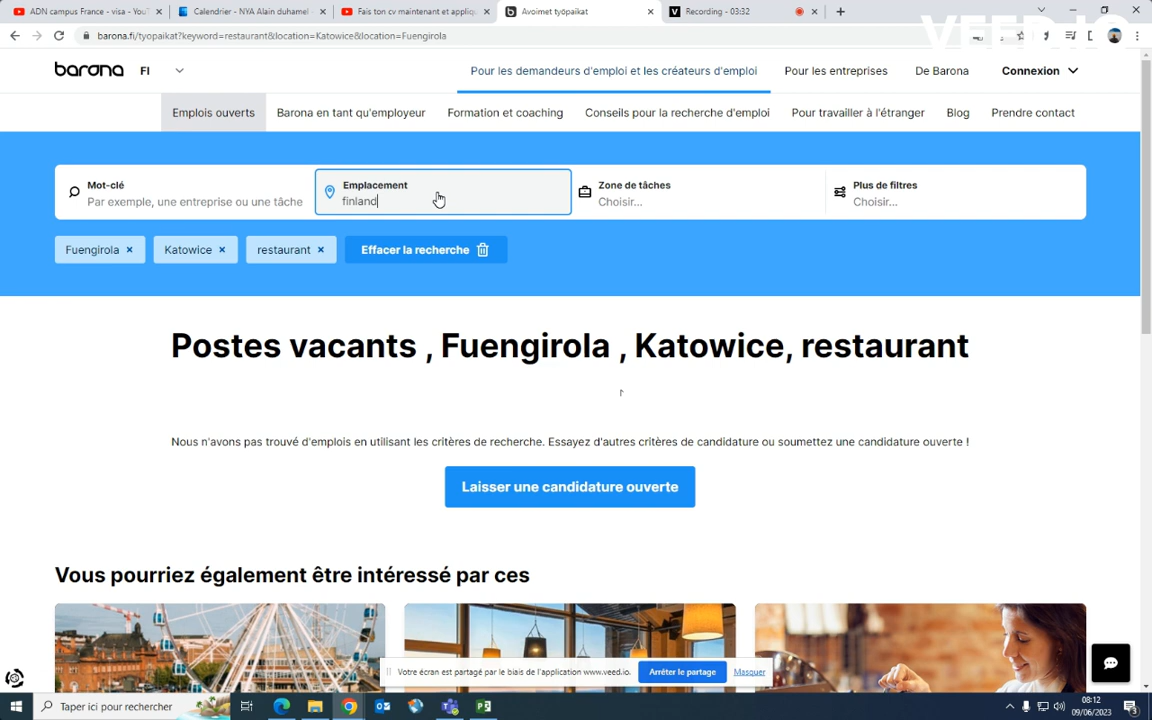 ADN campus France - visa - You
Calendrier - NYA Alain duhamel
Fais ton cv maintenant et appliq
Avoimet työpaikat
Recording - 03:32
barona.fi/tyopaikat?keyword=restaurant&location=Katowice&location=Fuengirola
VEED.IO
barona
FI
Pour les demandeurs d'emploi et les créateurs d'emploi
Pour les entreprises
De Barona
Connexion
Emplois ouverts
Barona en tant qu'employeur
Formation et coaching
Conseils pour la recherche d'emploi
Pour travailler à l'étranger
Blog
Prendre contact
Mot-clé
Par exemple, une entreprise ou une tâche
Emplacement
finland
Zone de tâches
Choisir...
Plus de filtres
Choisir...
Fuengirola ×
Katowice ×
restaurant ×
Effacer la recherche
Postes vacants , Fuengirola , Katowice, restaurant
Nous n'avons pas trouvé d'emplois en utilisant les critères de recherche. Essayez d'autres critères de candidature ou soumettez une candidature ouverte !
Laisser une candidature ouverte
Vous pourriez également être intéressé par ces
Votre écran est partagé par le biais de l'application www.veed.io.
Arrêter le partage
Masquer
Taper ici pour rechercher
08:12
09/06/2023
3